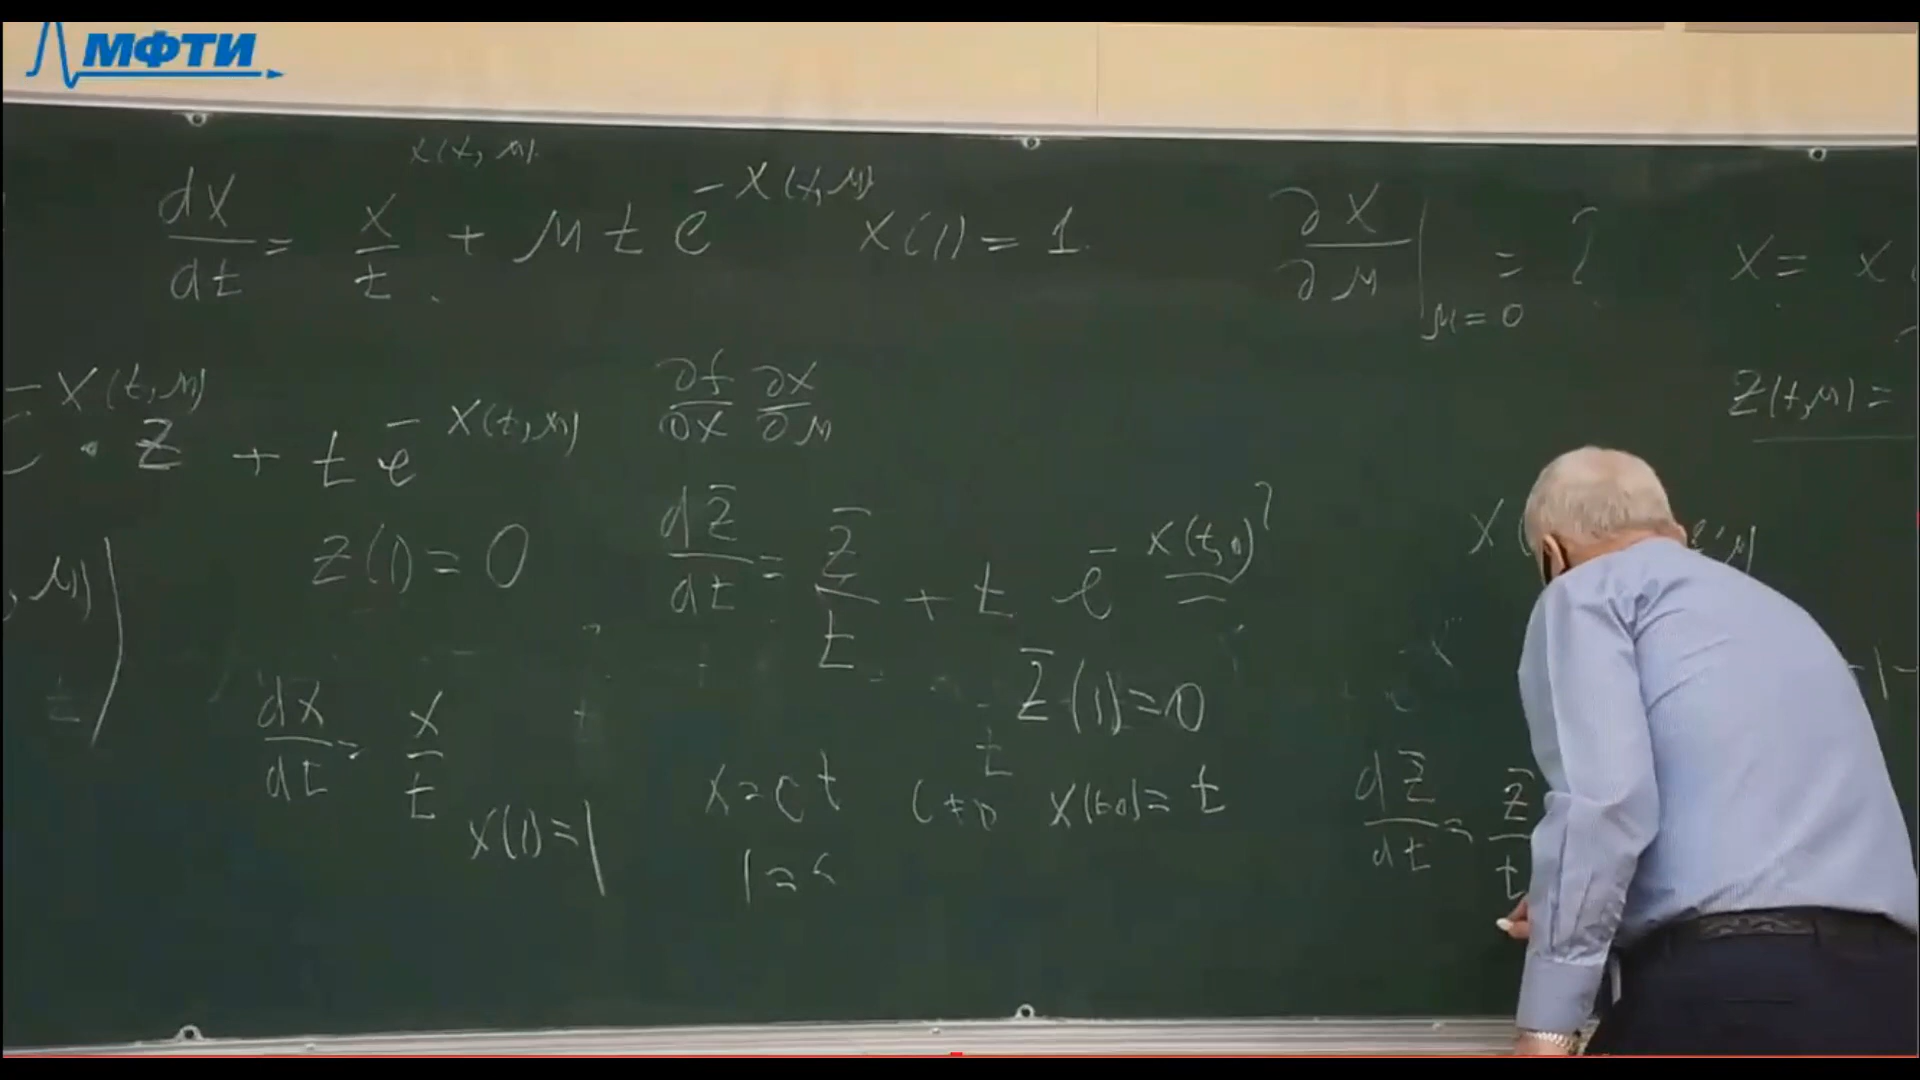 МФТИ
x(t, μ)
dx/dt = x/t + μ t e^{-x(t,μ)} x(1) = 1
∂x/∂μ |_{μ=0} = ?
x = x
-x(t,μ) · z + t e^{-x(t,μ)}
∂f/∂x ∂x/∂μ
z(t,μ) =
z(1) = 0
dz̄/dt = z̄/t + t e^{-x(t,0)} ?
, μ)
z̄(1) = 0
dx/dt = x/t
x(1) = 1
x = ct
c ≠ 0
x(t,0) = t
1 = c
dz̄/dt = z̄/t